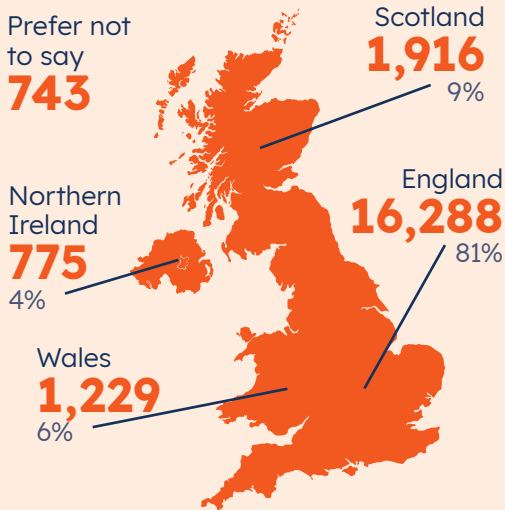 Prefer not
to say
743
Scotland
1,916
9%
England
16,288
81%
Northern
Ireland
775
4%
Wales
1,229
6%